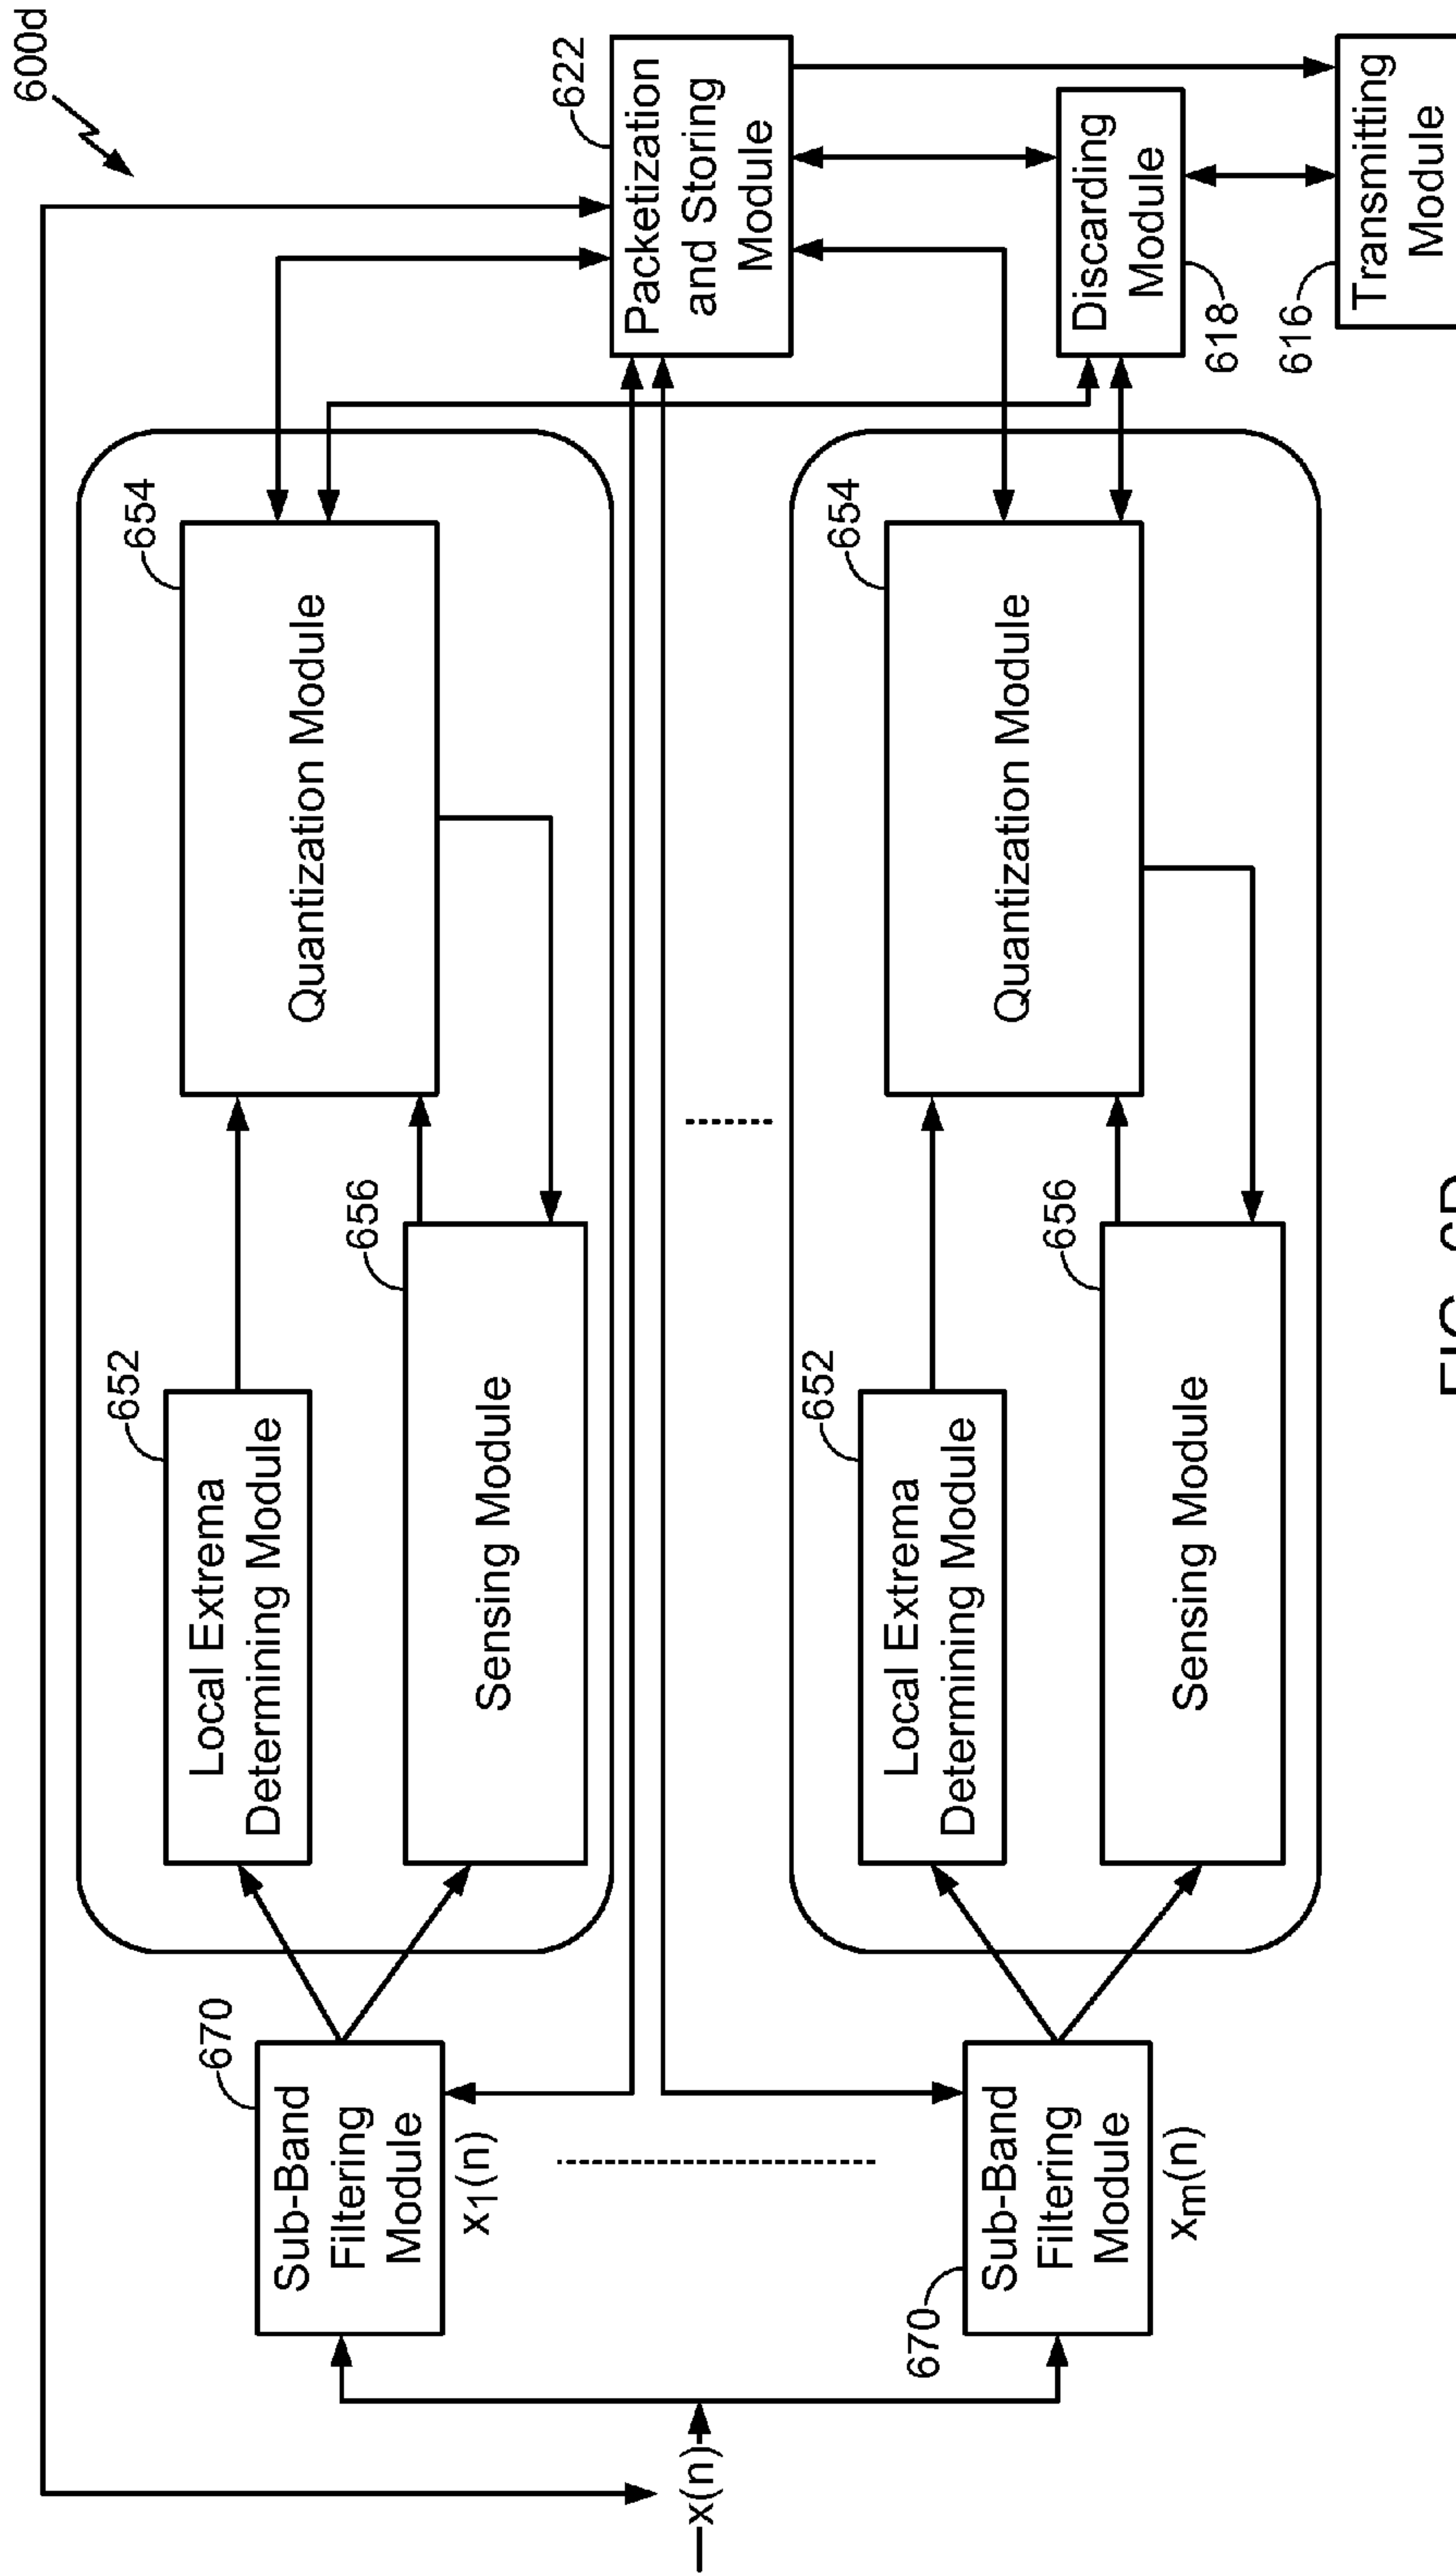 600d
x(n)
670
Sub-Band
Filtering
Module
x1(n)
652
Local Extrema
Determining Module
656
Sensing Module
654
Quantization Module
622
Packetization
and Storing
Module
670
Sub-Band
Filtering
Module
xm(n)
652
Local Extrema
Determining Module
656
Sensing Module
654
Quantization Module
Discarding
Module
618
616
Transmitting
Module